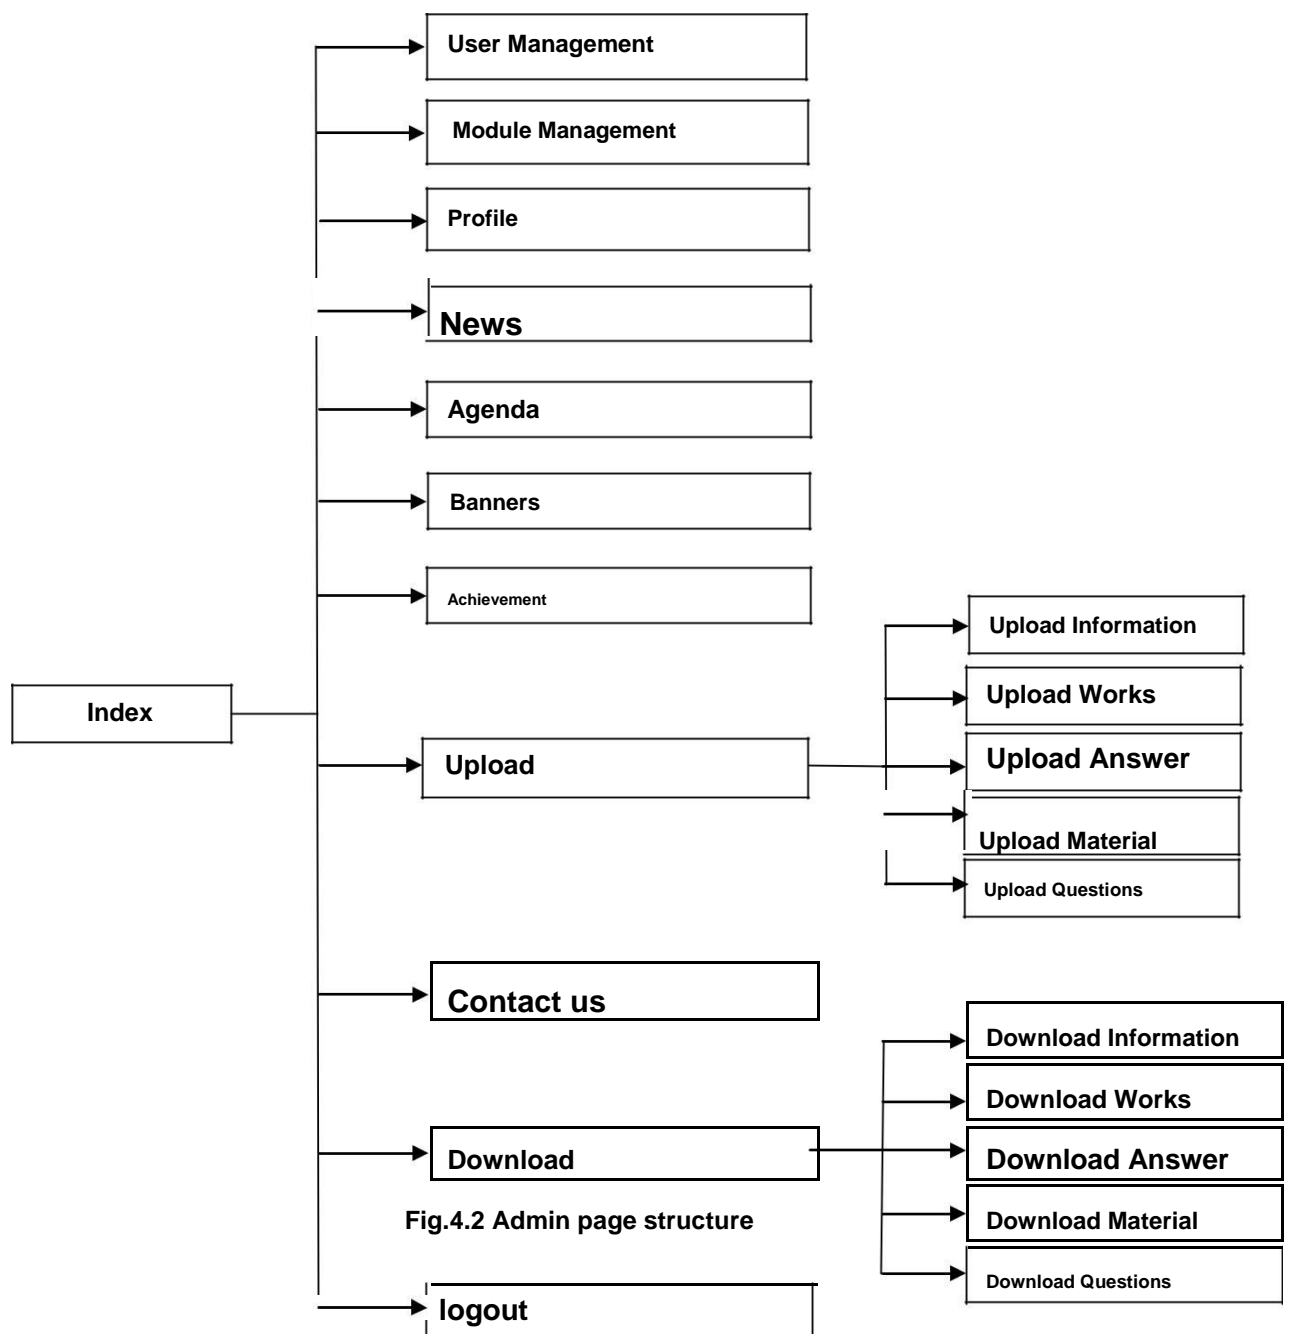 User Management
Module Management
Profile
News
Agenda
Banners
Achievement
Index
Upload
Upload Information
Upload Works
Upload Answer
Upload Material
Upload Questions
Contact us
Download
Download Information
Download Works
Download Answer
Download Material
Download Questions
Fig.4.2 Admin page structure
logout